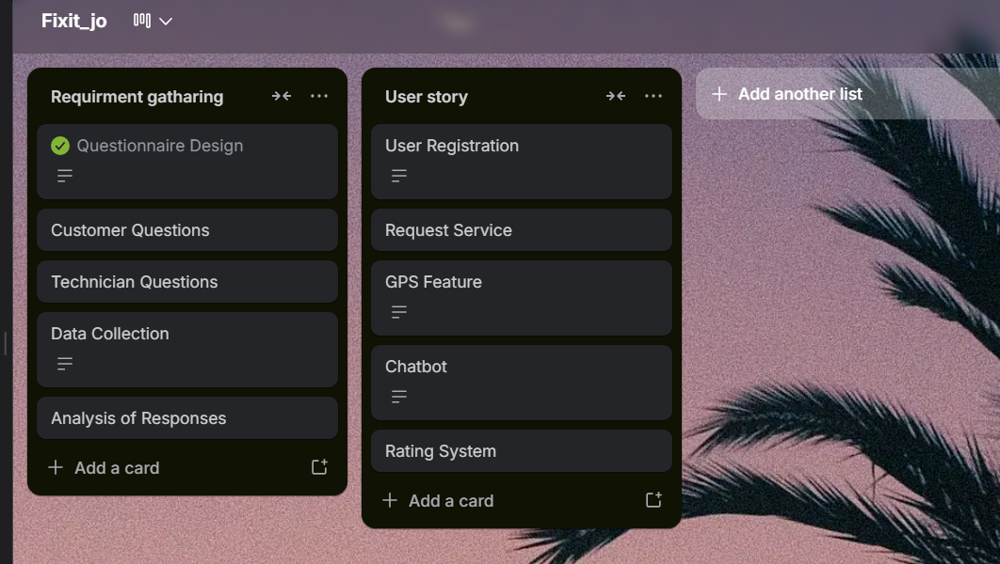 Fixit_jo
Requirment gatharing
Questionnaire Design
Customer Questions
Technician Questions
Data Collection
Analysis of Responses
Add a card
User story
User Registration
Request Service
GPS Feature
Chatbot
Rating System
Add a card
Add another list